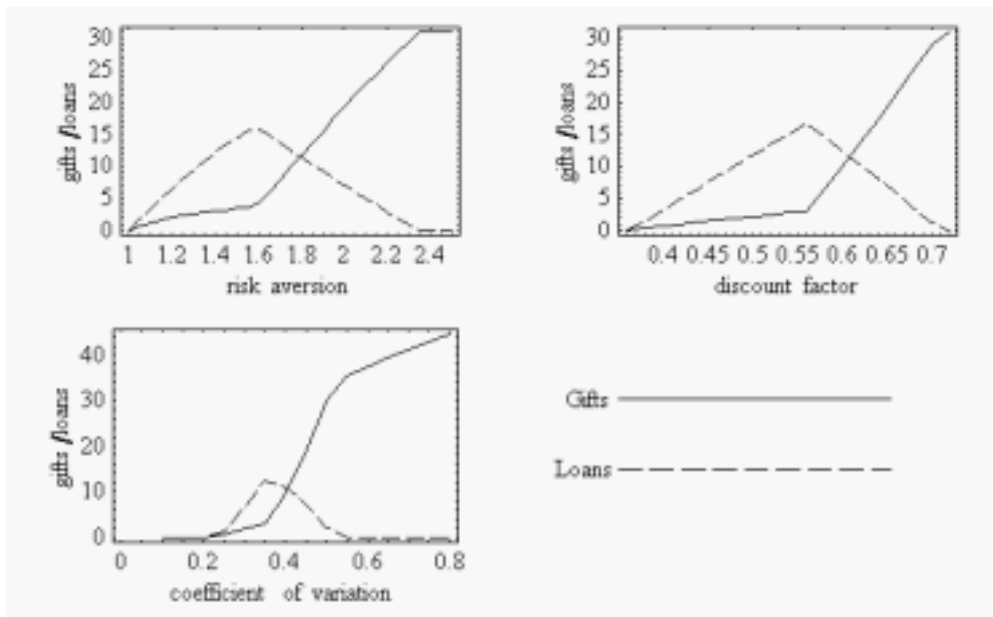 30
25
20
15
10
5
0
gifts /loans
1 1.2 1.4 1.6 1.8 2 2.2 2.4
risk aversion
30
25
20
15
10
5
0
gifts /loans
0.4 0.45 0.5 0.55 0.6 0.65 0.7
discount factor
40
30
20
10
0
gifts /loans
0 0.2 0.4 0.6 0.8
coefficient of variation
Gifts
Loans